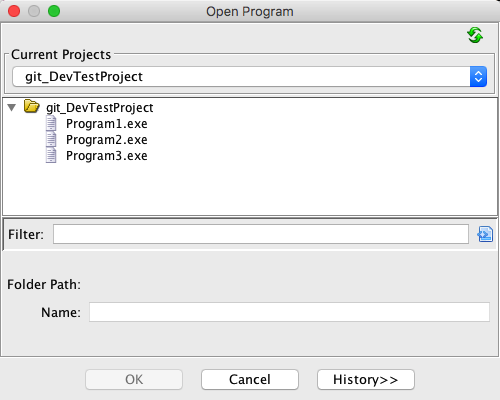 Open Program
Current Projects
git_DevTestProject
git_DevTestProject
Program1.exe
Program2.exe
Program3.exe
Filter:
Folder Path:
Name:
OK Cancel History>>